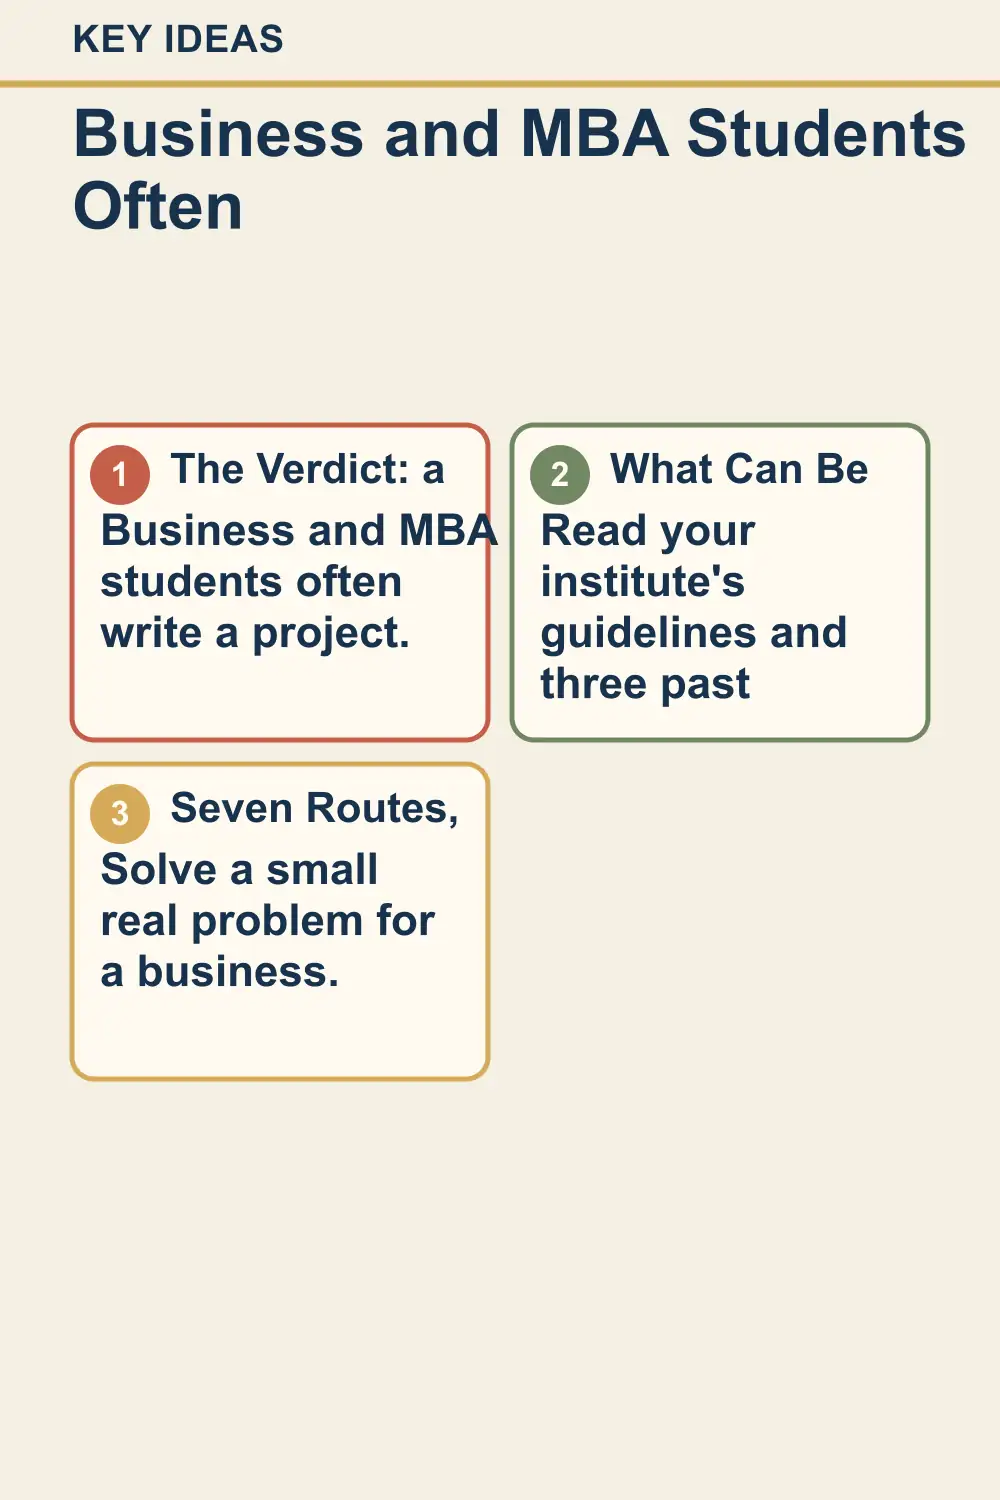 KEY IDEAS
Business and MBA Students
Often
1 The Verdict: a
Business and MBA
students often
write a project.
2 What Can Be
Read your
institute's
guidelines and
three past
3 Seven Routes,
Solve a small
real problem for
a business.